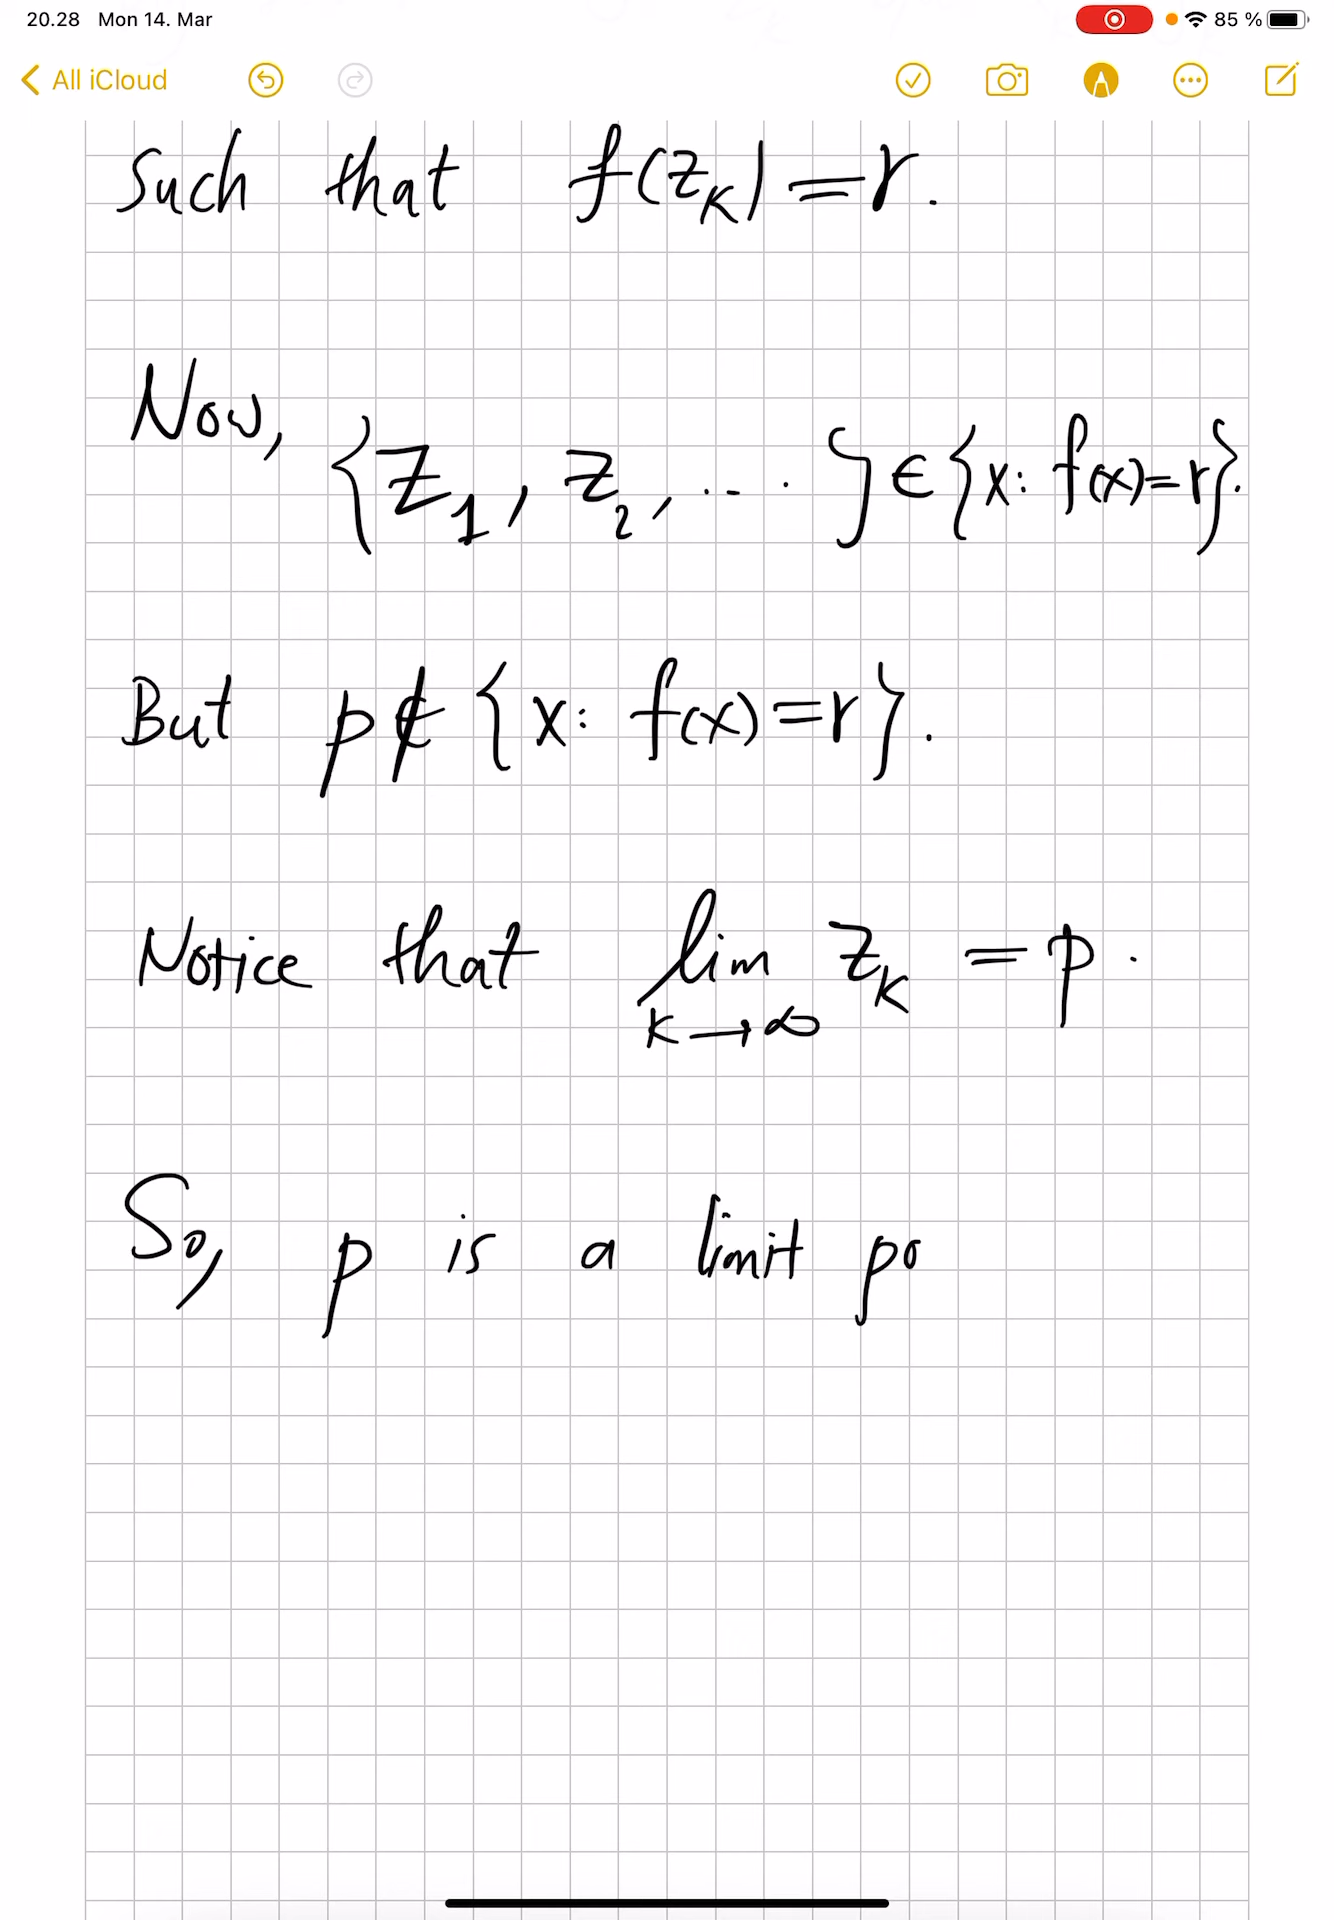 20.28 Mon 14. Mar 85 %
All iCloud
Such that f(z_k) = r.
Now, {z_1, z_2, .. . } ∈ {x: f(x) = r}.
But p ∉ {x: f(x) = r}.
Notice that lim z_k = p.
k → ∞
So, p is a limit po